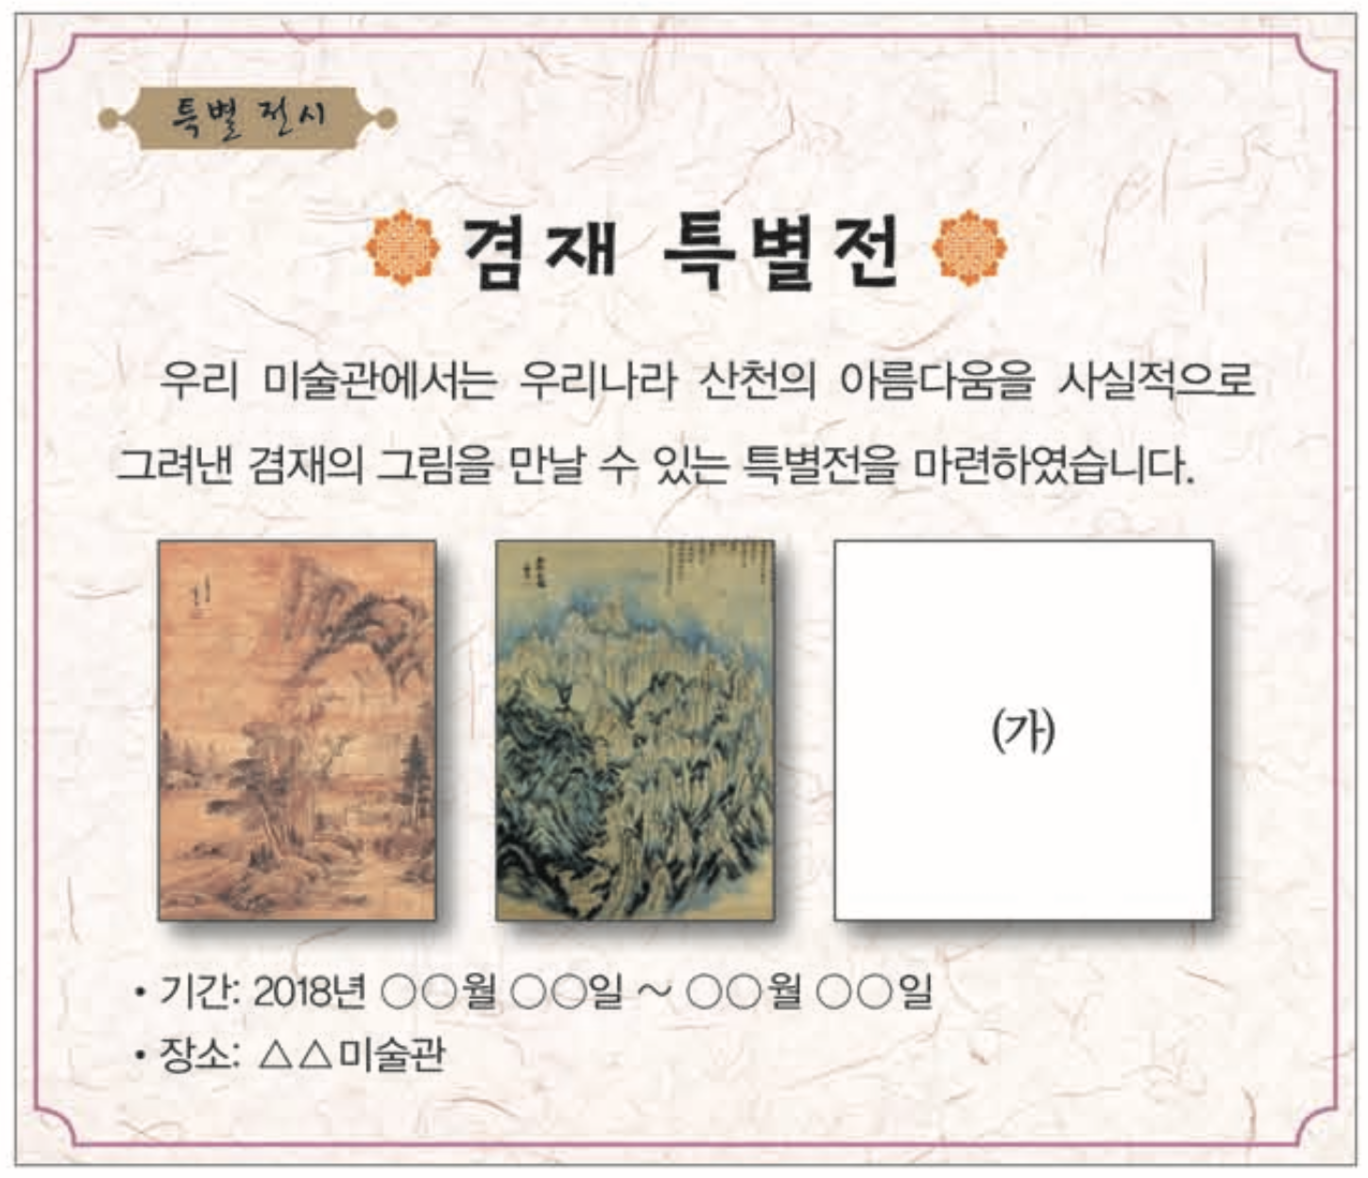 특별 전시
겸재 특별전
우리 미술관에서는 우리나라 산천의 아름다움을 사실적으로
그려낸 겸재의 그림을 만날 수 있는 특별전을 마련하였습니다.
(가)
• 기간: 2018년 ○○월 ○○일 ~ ○○월 ○○일
• 장소: △△미술관